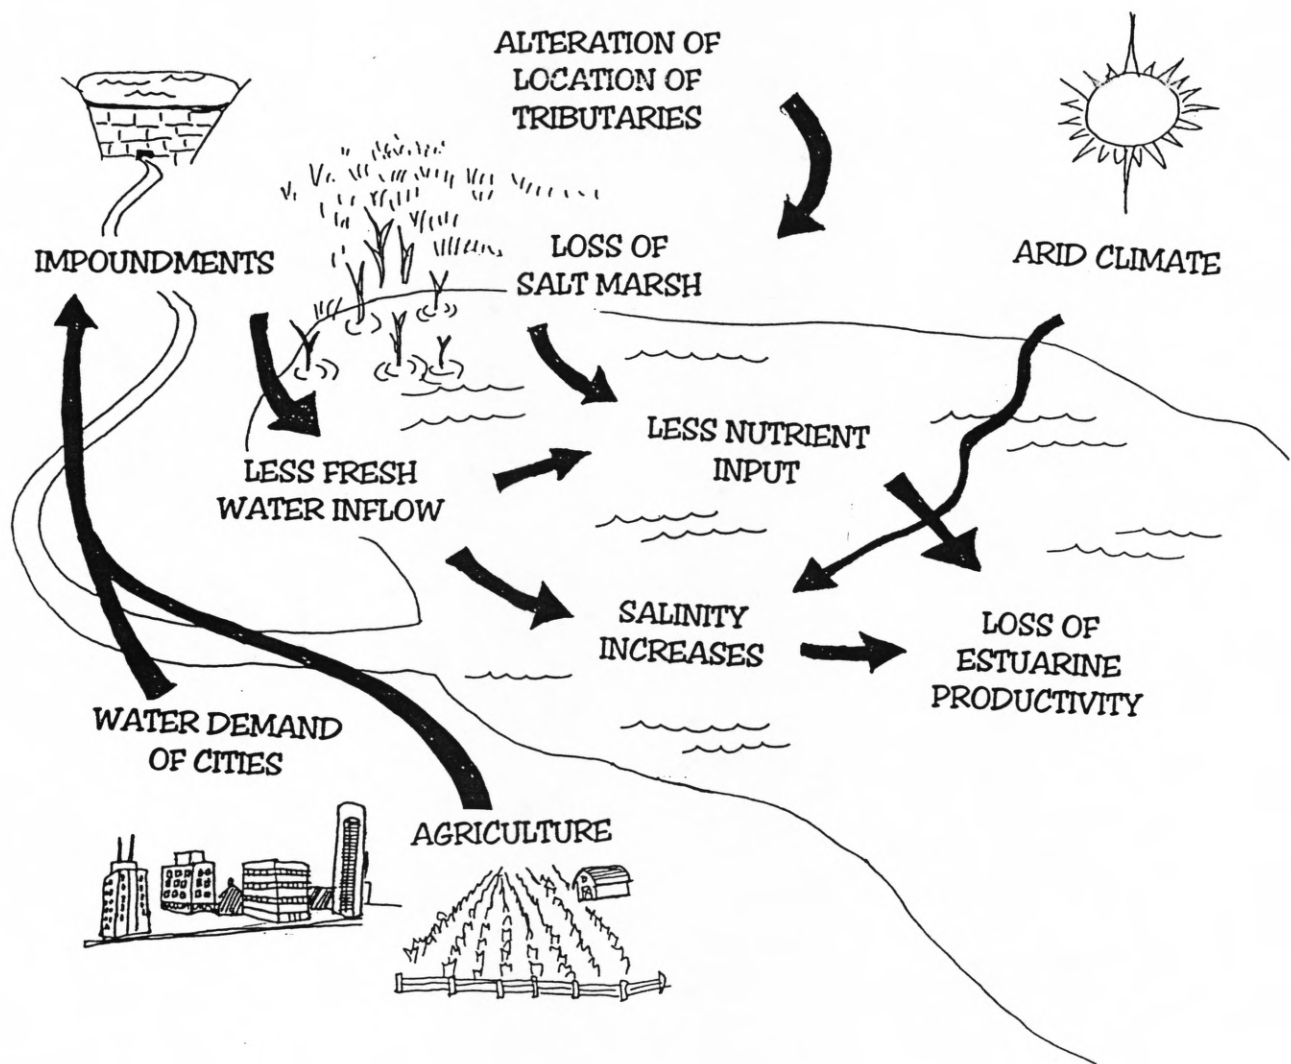 ALTERATION OF
LOCATION OF
TRIBUTARIES
IMPOUNDMENTS
LOSS OF
SALT MARSH
ARID CLIMATE
LESS NUTRIENT
INPUT
LESS FRESH
WATER INFLOW
SALINITY
INCREASES
LOSS OF
ESTUARINE
PRODUCTIVITY
WATER DEMAND
OF CITIES
AGRICULTURE